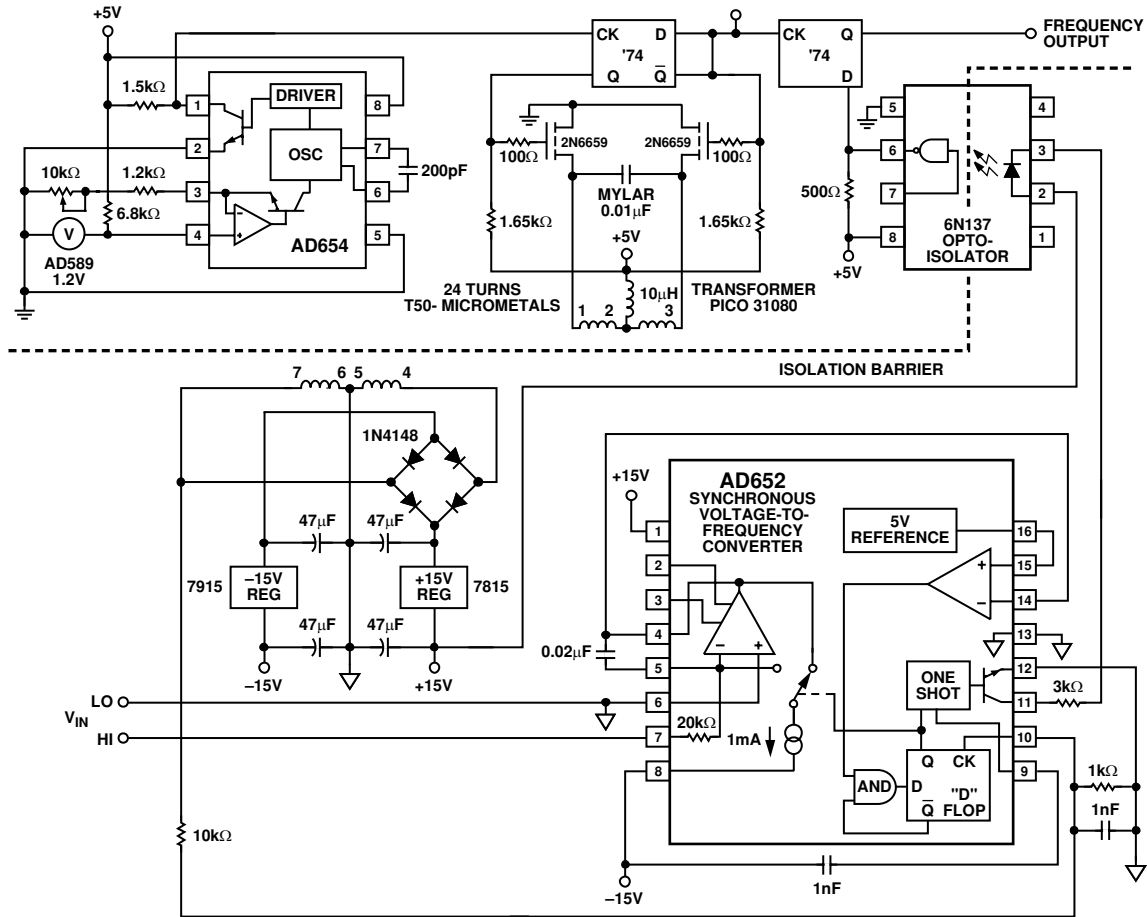 +5V
1.5kΩ
1
2
3
4
DRIVER
OSC
AD654
8
7
6
5
200pF
10kΩ
1.2kΩ
6.8kΩ
V
AD589
1.2V
CK
D
'74
Q
Q
CK
Q
'74
D
FREQUENCY
OUTPUT
2N6659
2N6659
100Ω
100Ω
MYLAR
0.01μF
1.65kΩ
1.65kΩ
+5V
10μH
24 TURNS
T50- MICROMETALS
TRANSFORMER
PICO 31080
1
2
3
500Ω
+5V
5
6
7
8
4
3
2
1
6N137
OPTO-
ISOLATOR
ISOLATION BARRIER
7
6
5
4
1N4148
47μF
47μF
7915
–15V
REG
+15V
REG
7815
47μF
47μF
–15V
+15V
LO
VIN
HI
10kΩ
0.02μF
+15V
AD652
SYNCHRONOUS
VOLTAGE-TO-
FREQUENCY
CONVERTER
5V
REFERENCE
1
2
3
4
5
6
7
8
16
15
14
13
12
11
10
9
+
–
–
+
20kΩ
1mA
ONE
SHOT
AND
Q
CK
D
"D"
Q
FLOP
3kΩ
1kΩ
1nF
1nF
–15V